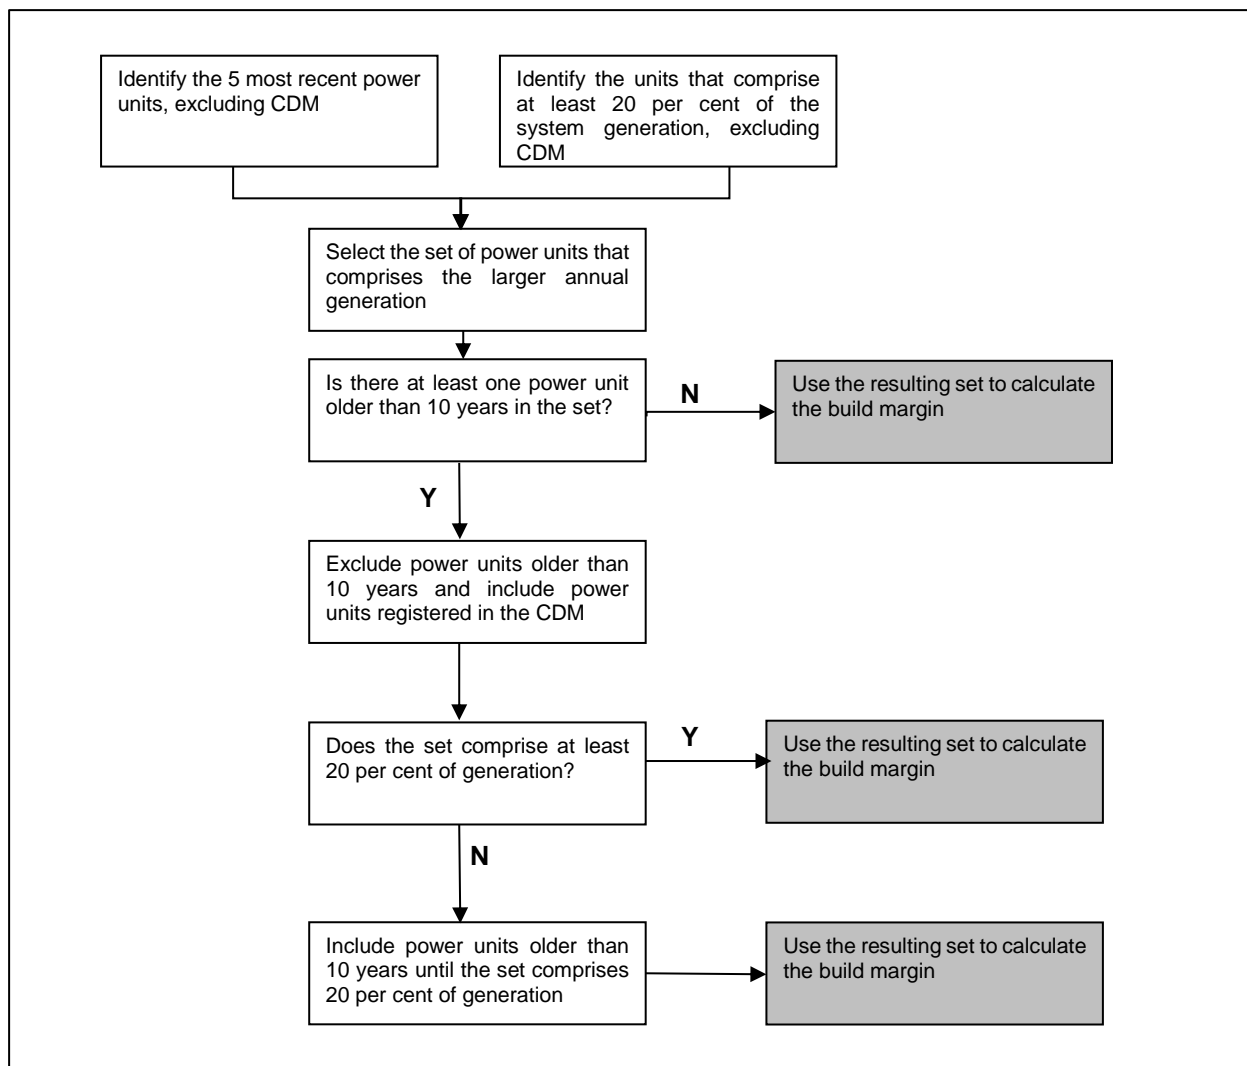 Identify the 5 most recent power
units, excluding CDM
Identify the units that comprise
at least 20 per cent of the
system generation, excluding
CDM
Select the set of power units that
comprises the larger annual
generation
Is there at least one power unit
older than 10 years in the set?
N
Use the resulting set to calculate
the build margin
Y
Exclude power units older than
10 years and include power
units registered in the CDM
Does the set comprise at least
20 per cent of generation?
Y
Use the resulting set to calculate
the build margin
N
Include power units older than
10 years until the set comprises
20 per cent of generation
Use the resulting set to calculate
the build margin